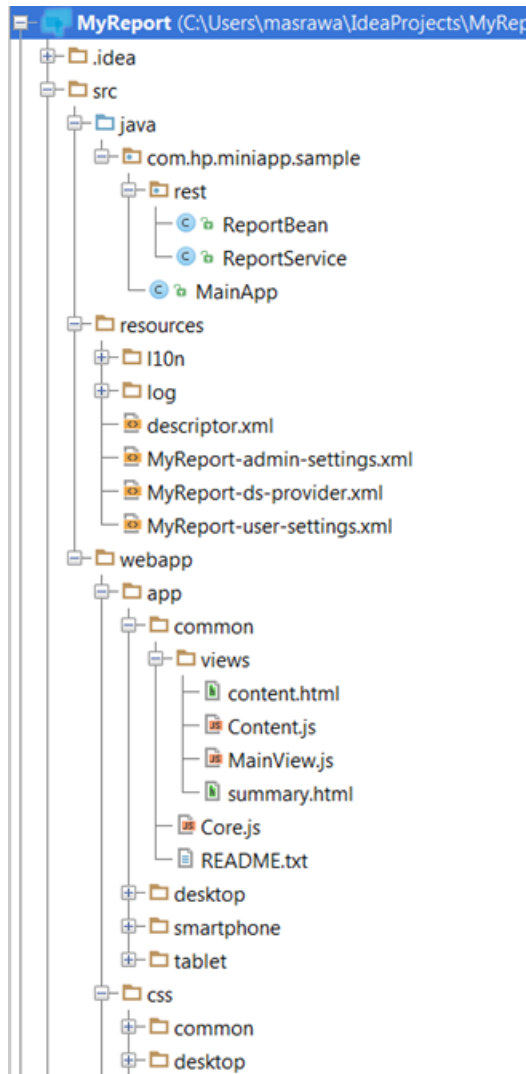 MyReport (C:\Users\masrawa\IdeaProjects\MyRep
.idea
src
java
com.hp.miniapp.sample
rest
ReportBean
ReportService
MainApp
resources
l10n
log
descriptor.xml
MyReport-admin-settings.xml
MyReport-ds-provider.xml
MyReport-user-settings.xml
webapp
app
common
views
content.html
Content.js
MainView.js
summary.html
Core.js
README.txt
desktop
smartphone
tablet
css
common
desktop